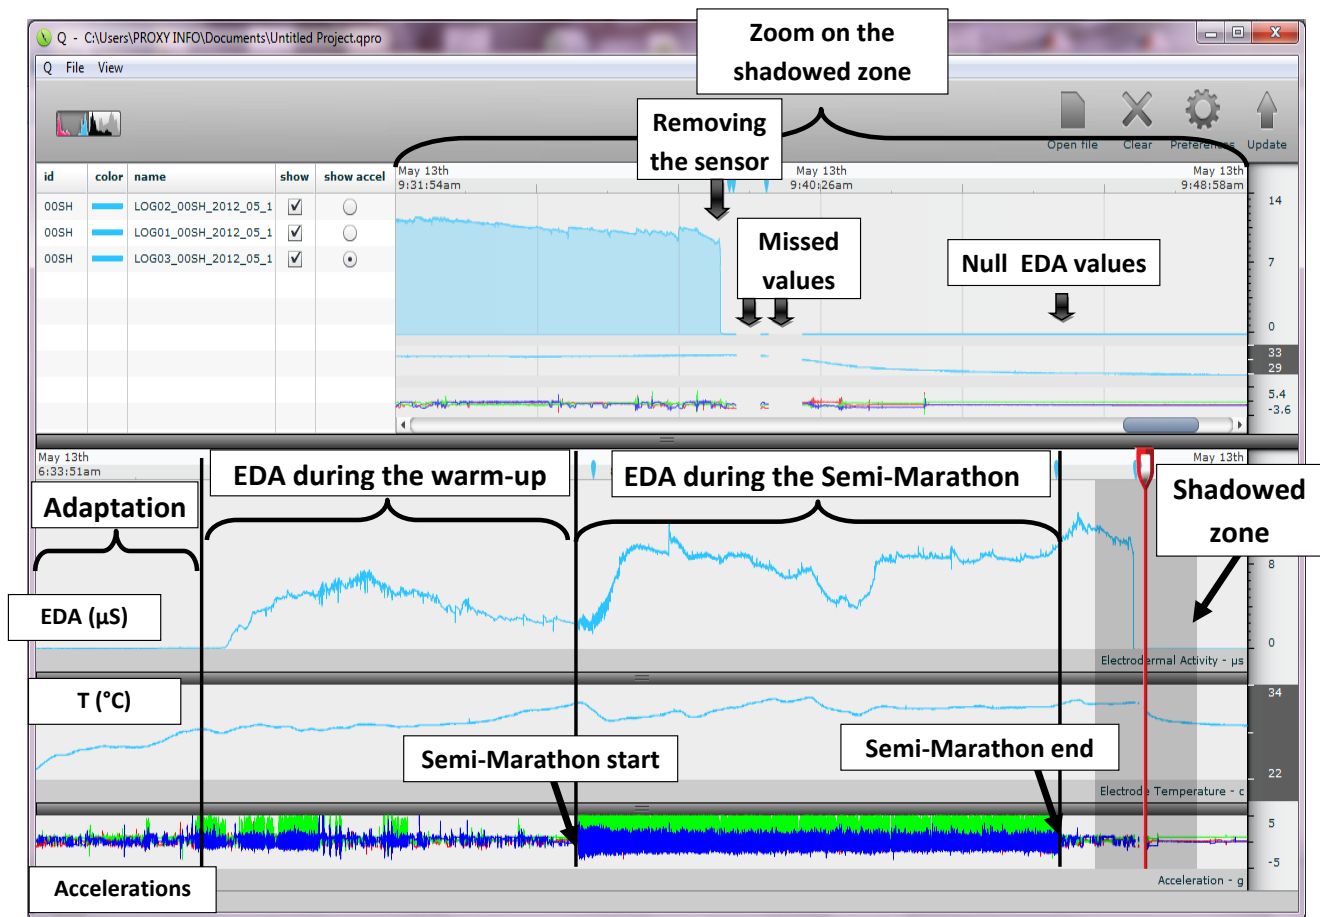 Q - C:\Users\PROXY INFO\Documents\Untitled Project.qpro
Zoom on the
shadowed zone
Q File View
Removing
the sensor
Open file Clear Preferences Update
id color name show show accel
May 13th
9:31:54am
May 13th
9:40:26am
May 13th
9:48:58am
00SH LOG02_00SH_2012_05_1
00SH LOG01_00SH_2012_05_1
00SH LOG03_00SH_2012_05_1
14
7
0
Missed
values
Null EDA values
33
29
5.4
-3.6
May 13th
6:33:51am
May 13th
EDA during the warm-up
EDA during the Semi-Marathon
Adaptation
Shadowed
zone
8
0
EDA (µS)
Electrodermal Activity - µs
T (°C)
34
22
Semi-Marathon start
Semi-Marathon end
Electrode Temperature - c
5
-5
Accelerations
Acceleration - g